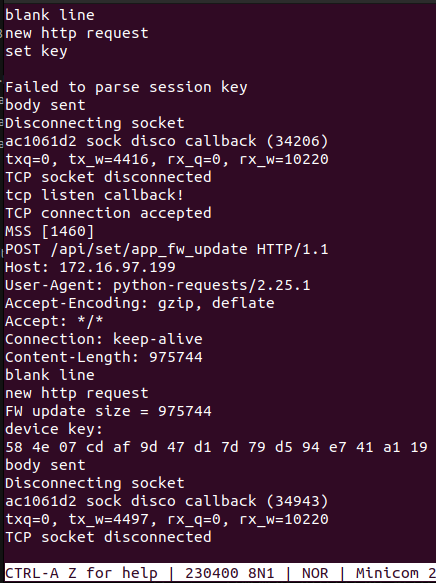 blank line
new http request
set key
Failed to parse session key
body sent
Disconnecting socket
ac1061d2 sock disco callback (34206)
txq=0, tx_w=4416, rx_q=0, rx_w=10220
TCP socket disconnected
tcp listen callback!
TCP connection accepted
MSS [1460]
POST /api/set/app_fw_update HTTP/1.1
Host: 172.16.97.199
User-Agent: python-requests/2.25.1
Accept-Encoding: gzip, deflate
Accept: */*
Connection: keep-alive
Content-Length: 975744
blank line
new http request
FW update size = 975744
device key:
58 4e 07 cd af 9d 47 d1 7d 79 d5 94 e7 41 a1 19
body sent
Disconnecting socket
ac1061d2 sock disco callback (34943)
txq=0, tx_w=4497, rx_q=0, rx_w=10220
TCP socket disconnected
CTRL-A Z for help | 230400 8N1 | NOR | Minicom 2